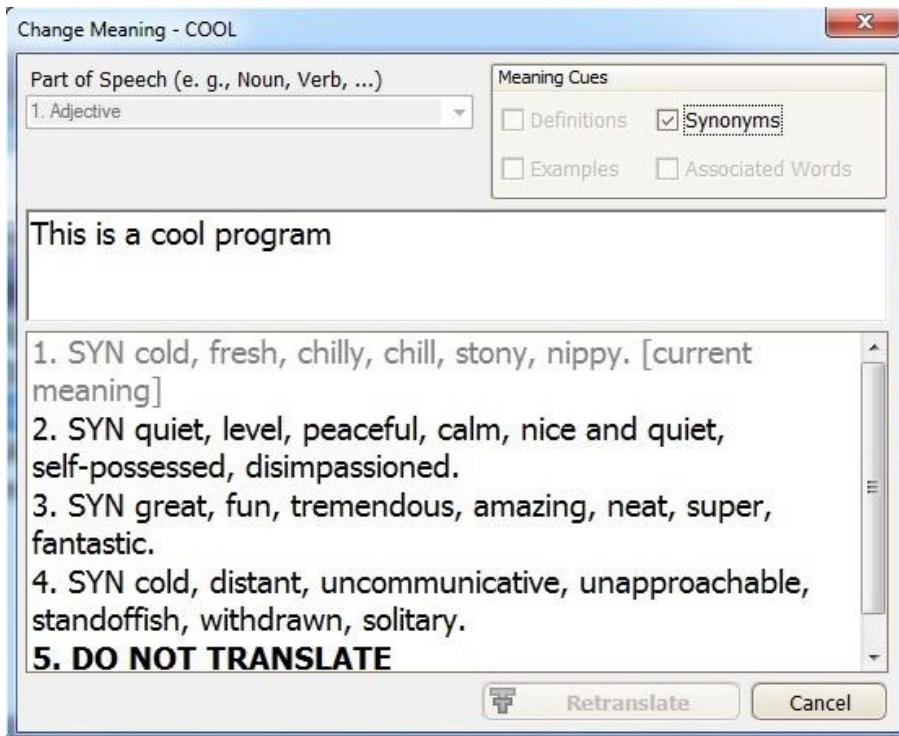 Change Meaning - COOL
Part of Speech (e. g., Noun, Verb, ...)
1. Adjective
Meaning Cues
Definitions
Synonyms
Examples
Associated Words
This is a cool program
1. SYN cold, fresh, chilly, chill, stony, nippy. [current
meaning]
2. SYN quiet, level, peaceful, calm, nice and quiet,
self-possessed, disimpassioned.
3. SYN great, fun, tremendous, amazing, neat, super,
fantastic.
4. SYN cold, distant, uncommunicative, unapproachable,
standoffish, withdrawn, solitary.
5. DO NOT TRANSLATE
Retranslate
Cancel